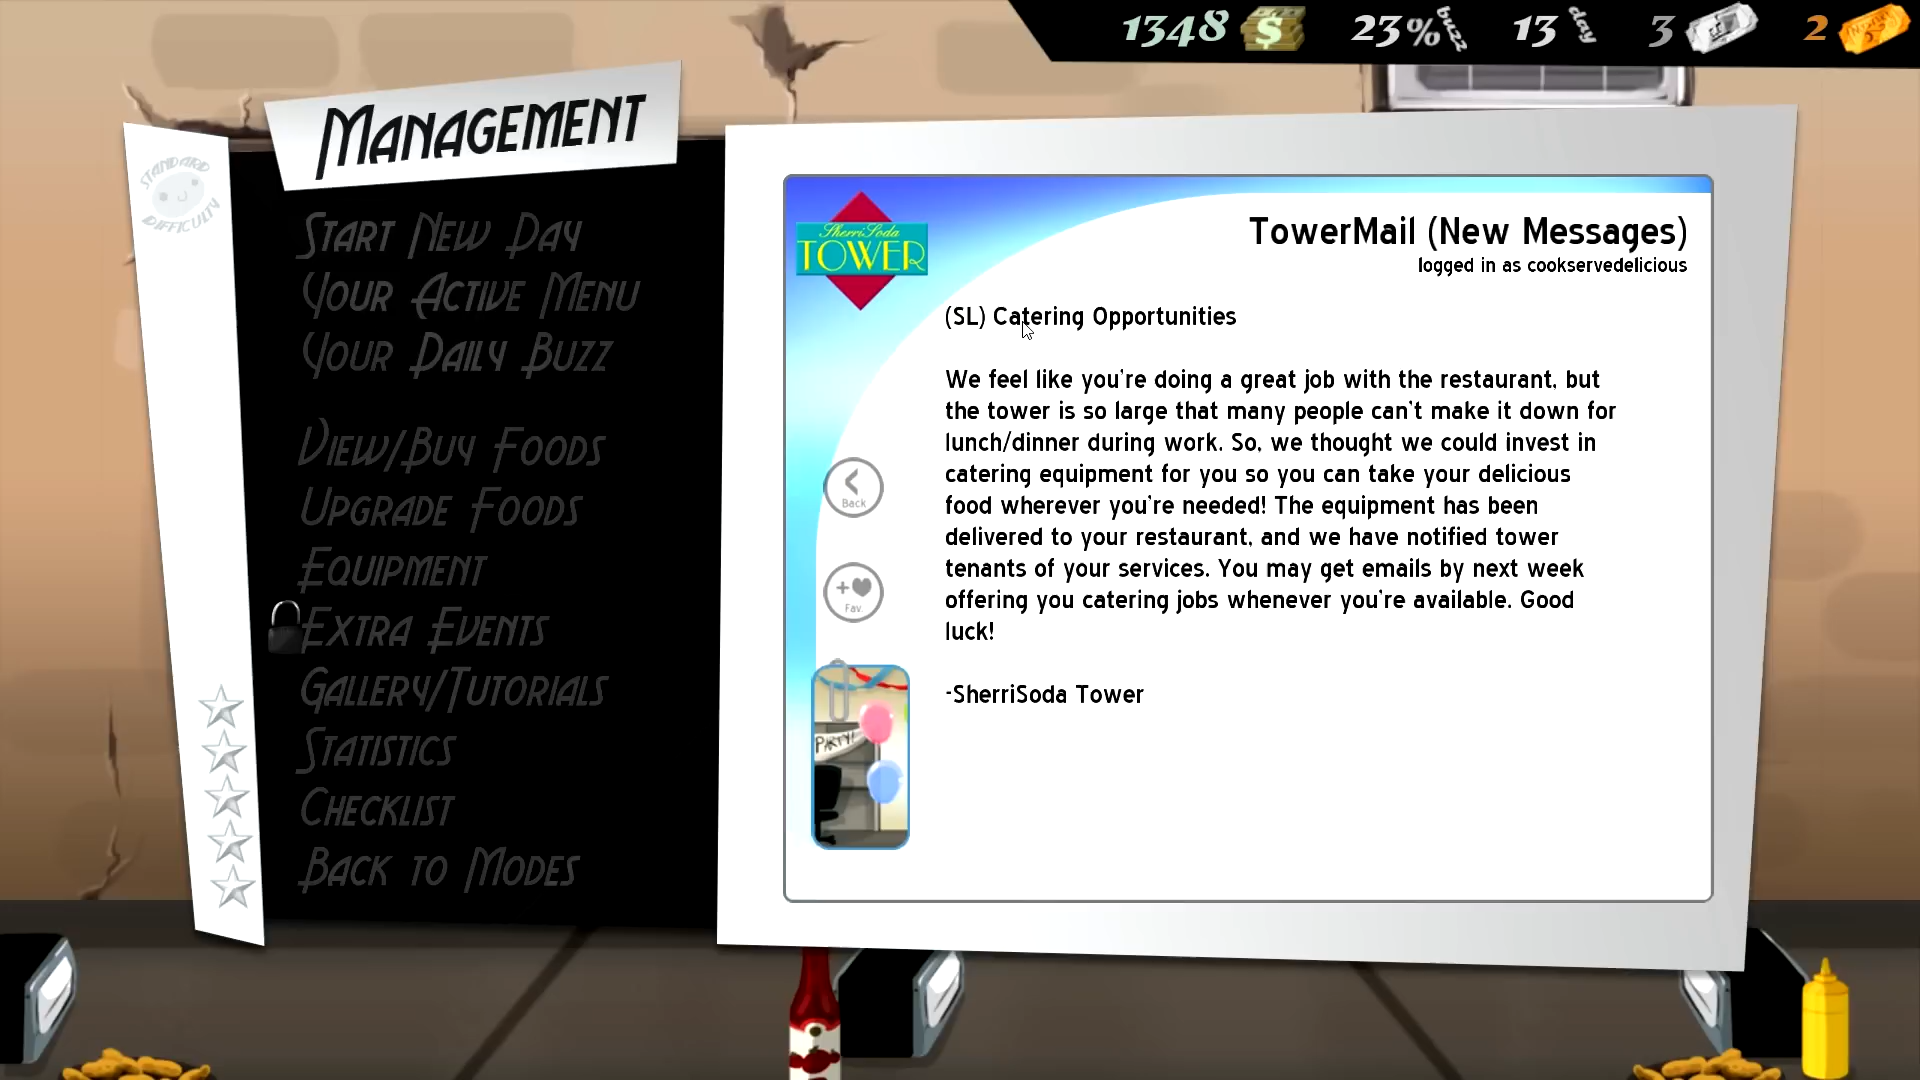 1348 $ 23% buzz 13 day 3 2
MANAGEMENT
STANDARD
DIFFICULTY
START NEW DAY
YOUR ACTIVE MENU
YOUR DAILY BUZZ
VIEW/BUY FOODS
UPGRADE FOODS
EQUIPMENT
EXTRA EVENTS
GALLERY/TUTORIALS
STATISTICS
CHECKLIST
BACK TO MODES
SherriSoda
TOWER
TowerMail (New Messages)
logged in as cookservedelicious
(SL) Catering Opportunities
We feel like you're doing a great job with the restaurant, but
the tower is so large that many people can't make it down for
lunch/dinner during work. So, we thought we could invest in
catering equipment for you so you can take your delicious
food wherever you're needed! The equipment has been
delivered to your restaurant, and we have notified tower
tenants of your services. You may get emails by next week
offering you catering jobs whenever you're available. Good
luck!
-SherriSoda Tower
Back
+ Fav.
PARTY!